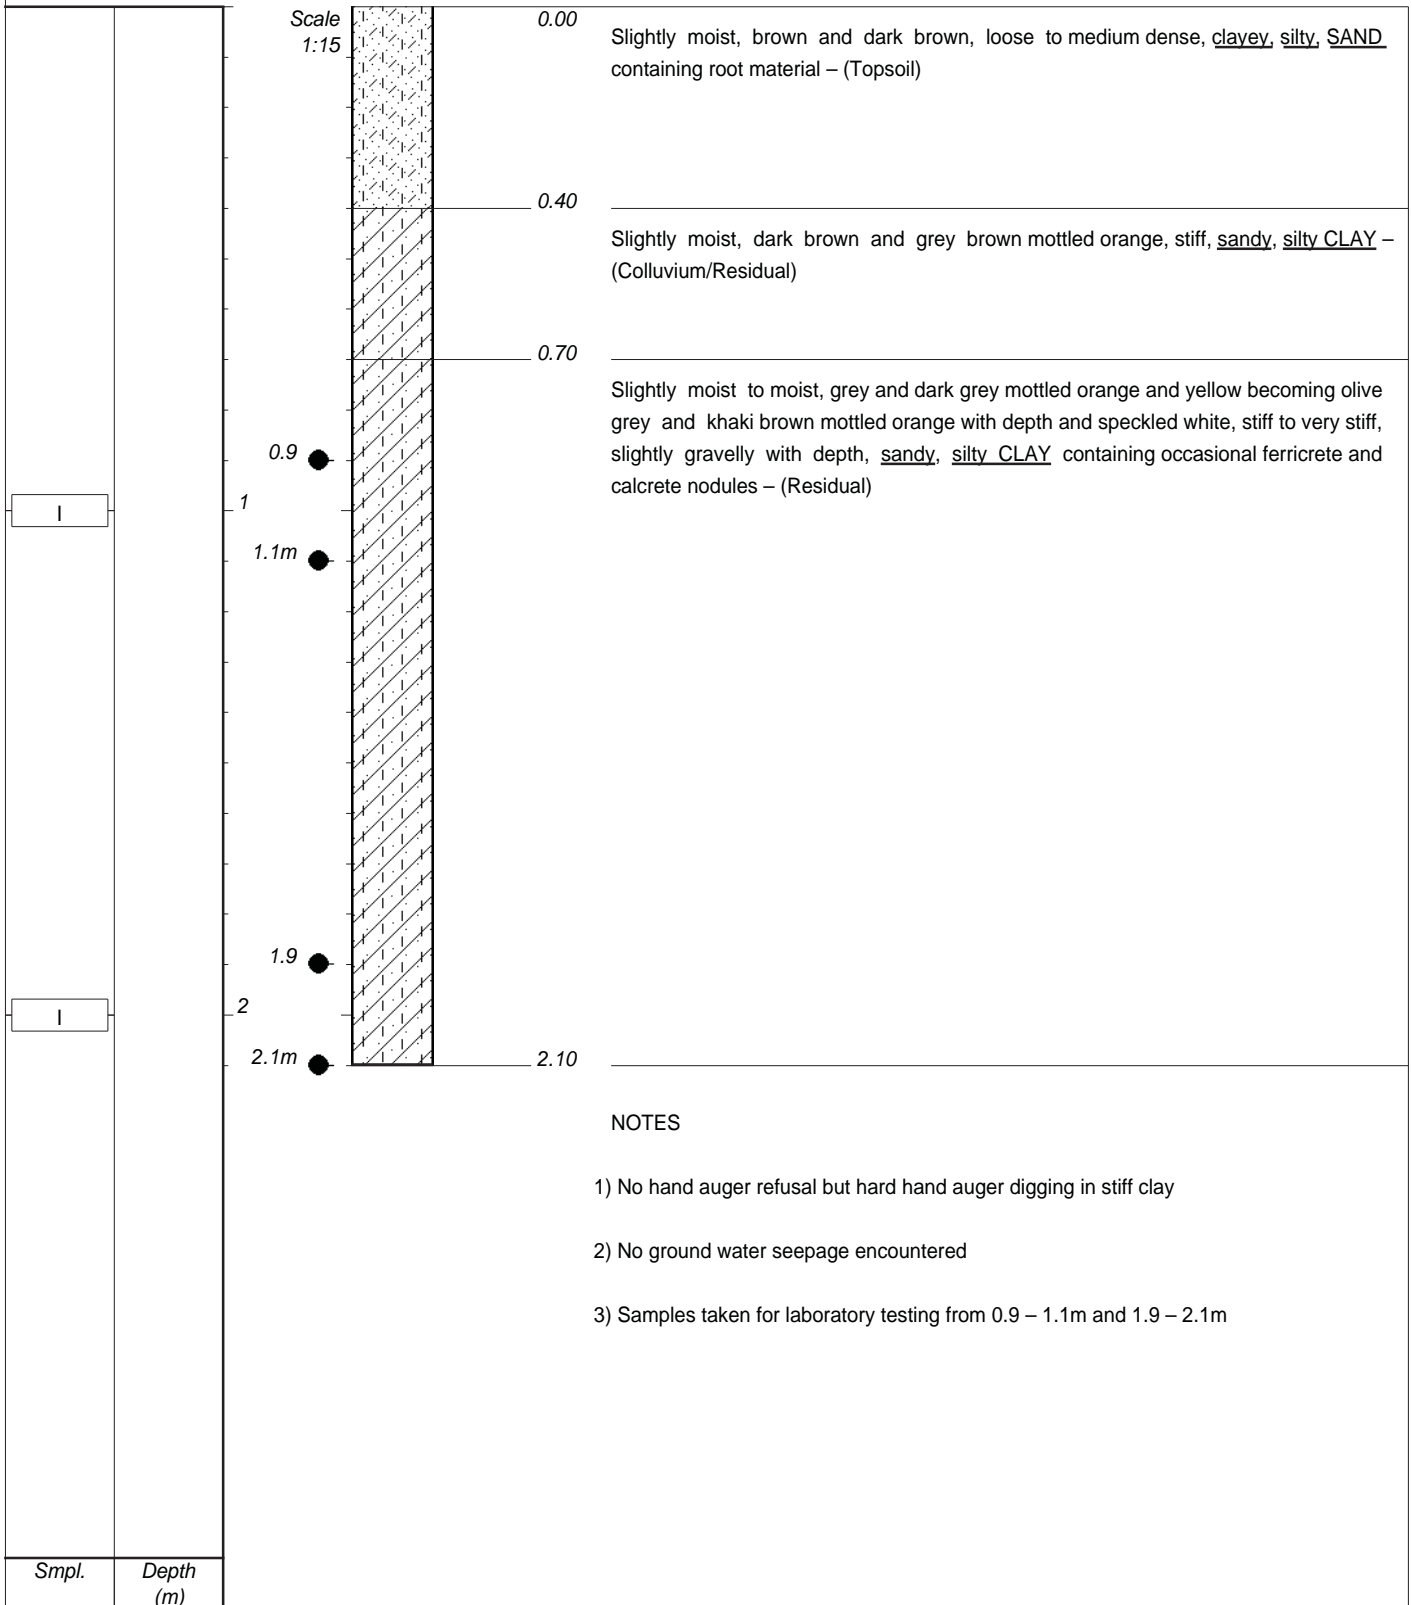 Scale
1:15
0.00
Slightly moist, brown and dark brown, loose to medium dense, clayey, silty, SAND
containing root material – (Topsoil)
0.40
Slightly moist, dark brown and grey brown mottled orange, stiff, sandy, silty CLAY –
(Colluvium/Residual)
0.70
Slightly moist to moist, grey and dark grey mottled orange and yellow becoming olive
grey and khaki brown mottled orange with depth and speckled white, stiff to very stiff,
slightly gravelly with depth, sandy, silty CLAY containing occasional ferricrete and
calcrete nodules – (Residual)
0.9
I
1
1.1m
1.9
I
2
2.1m
2.10
NOTES
1) No hand auger refusal but hard hand auger digging in stiff clay
2) No ground water seepage encountered
3) Samples taken for laboratory testing from 0.9 – 1.1m and 1.9 – 2.1m
Smpl.
Depth
(m)